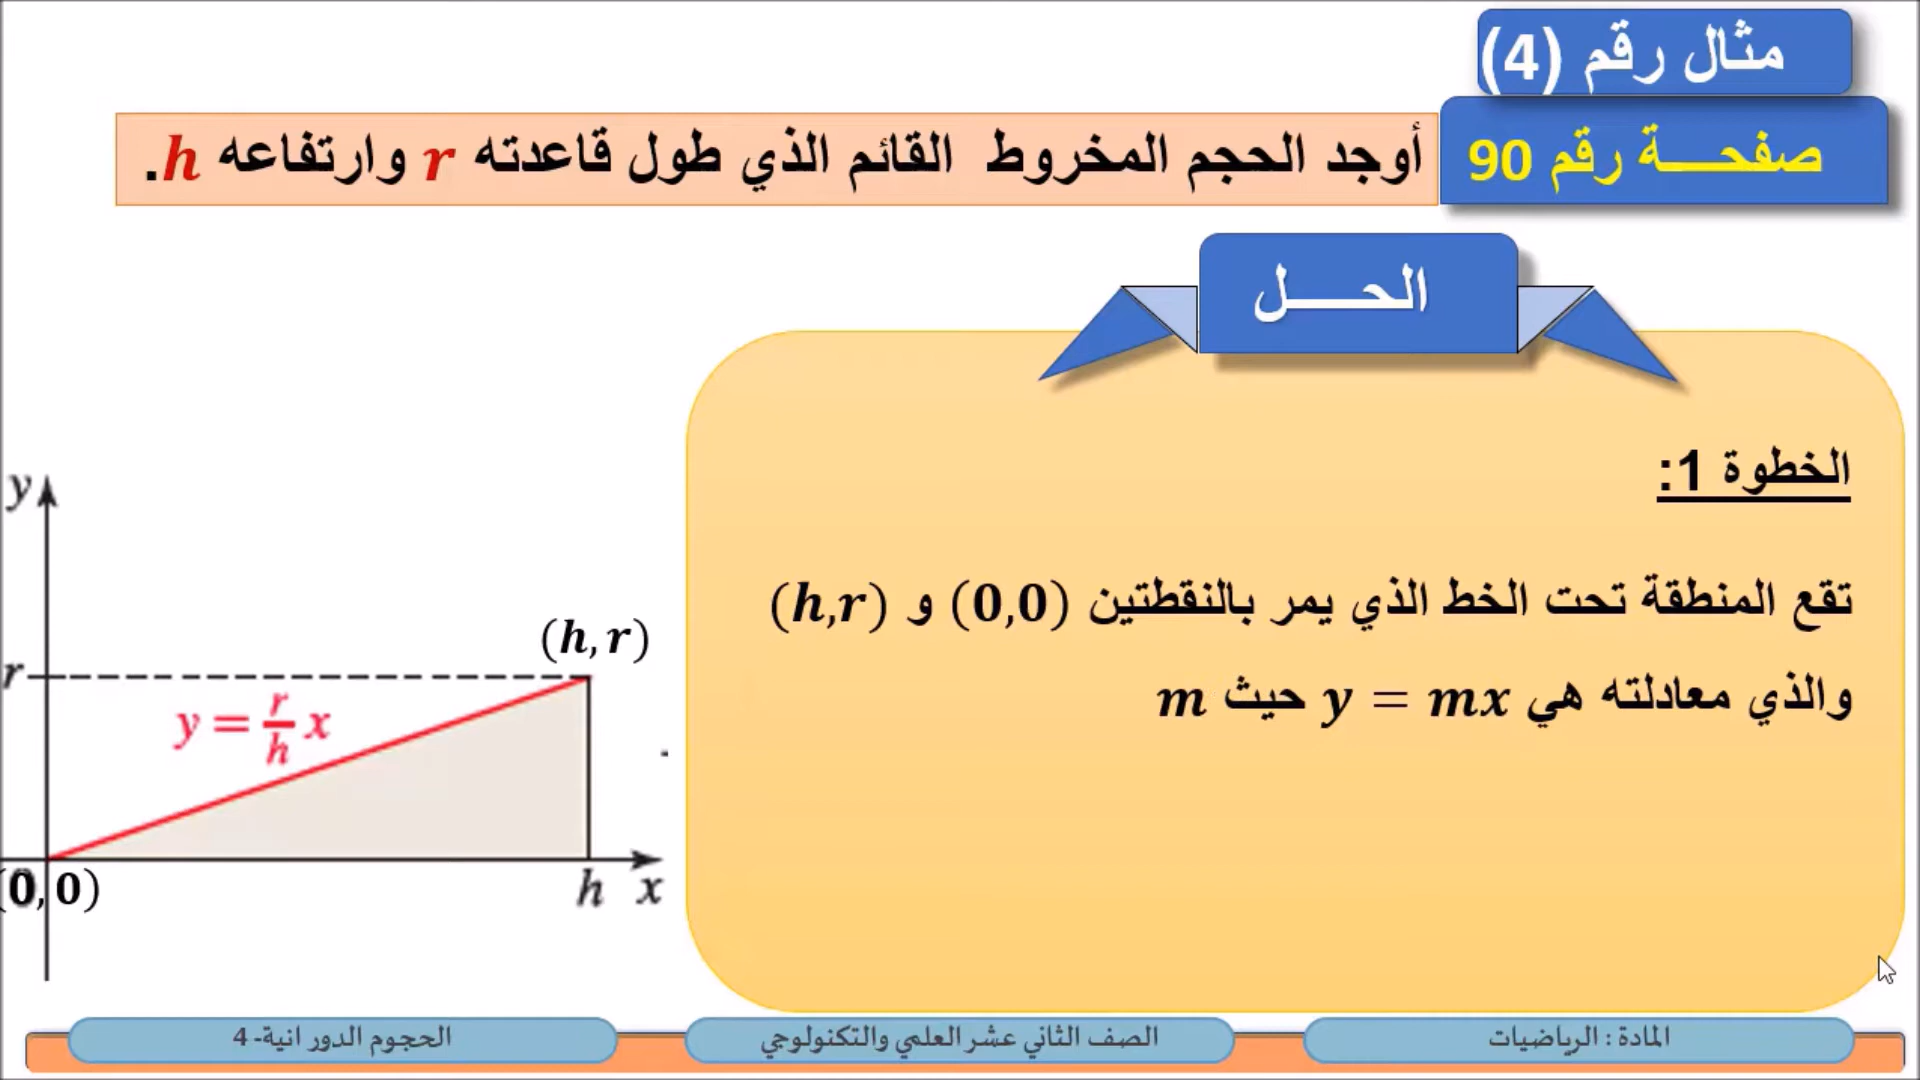 مثال رقم (4)
صفحـــة رقم 90
أوجد الحجم المخروط القائم الذي طول قاعدته r وارتفاعه h.
الحـــــل
الخطوة 1:
تقع المنطقة تحت الخط الذي يمر بالنقطتين (0,0) و (h,r)
والذي معادلته هي y = mx حيث m
y
(h, r)
r
y = r/h x
(0, 0)
h x
المادة : الرياضيات
الصف الثاني عشر العلمي والتكنولوجي
الحجوم الدورانية- 4